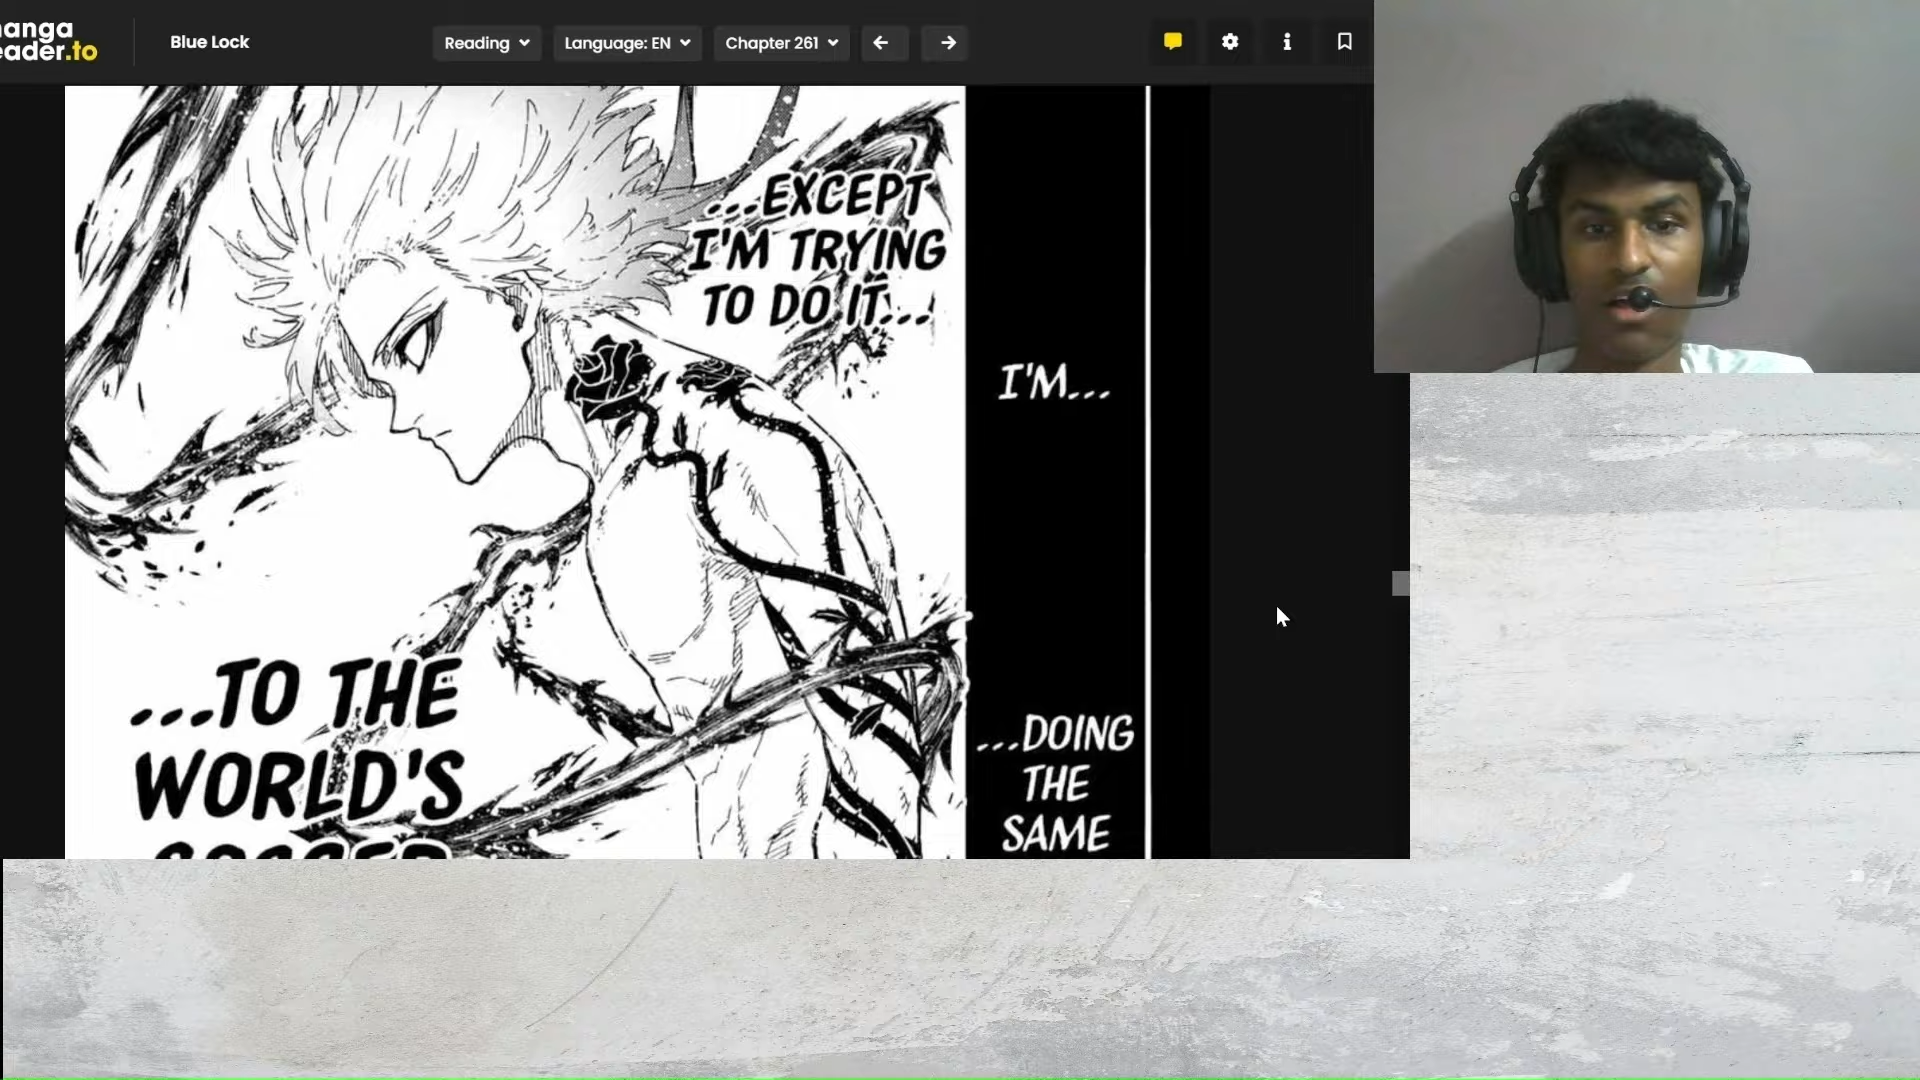 anga
eader.to
Blue Lock
Reading
Language: EN
Chapter 261
...EXCEPT
I'M TRYING
TO DO IT...
...TO THE
WORLD'S
SOCCER
I'M...
...DOING
THE
SAME